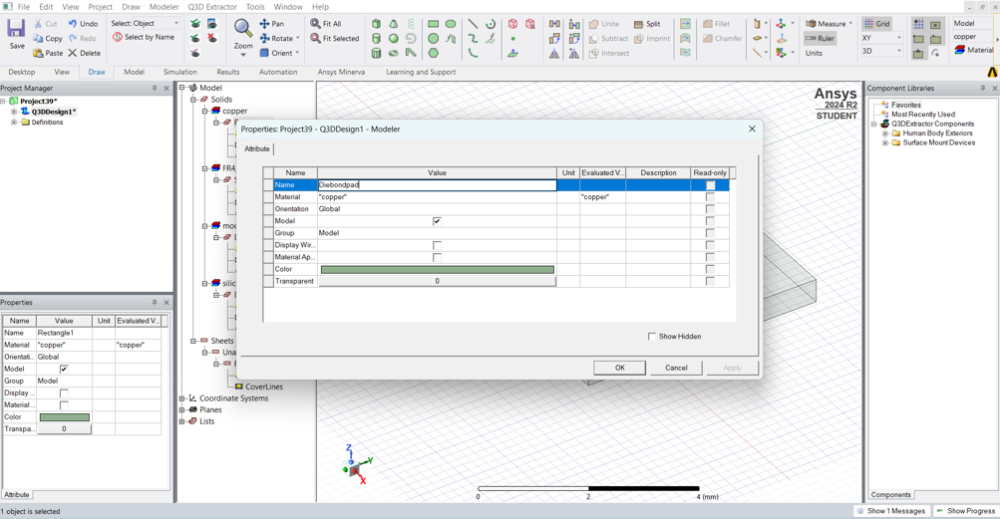 File Edit View Project Draw Modeler Q3D Extractor Tools Window Help
Save
Cut Undo
Copy Redo
Paste Delete
Select: Object
Select by Name
Zoom
Pan
Rotate
Orient
Fit All
Fit Selected
Unite Split
Subtract Imprint
Intersect
Fillet
Chamfer
Measure
Ruler
Units
Grid
XY
3D
Model
copper
Material
Desktop View Draw Model Simulation Results Automation Ansys Minerva Learning and Support
Project Manager
Project39*
Q3DDesign1*
Definitions
Model
Solids
copper
FR4_
mo
silic
Sheets
Una
CoverLines
Coordinate Systems
Planes
Lists
Ansys
2024 R2
STUDENT
Properties: Project39 - Q3DDesign1 - Modeler
Attribute
Name Value Unit Evaluated V... Description Read-only
Name Diebondpad
Material "copper" "copper"
Orientation Global
Model
Group Model
Display Wir...
Material Ap...
Color
Transparent 0
Show Hidden
OK Cancel Apply
Properties
Name Value Unit Evaluated V...
Name Rectangle1
Material "copper" "copper"
Orientati... Global
Model
Group Model
Display ...
Material ...
Color
Transpa... 0
Attribute
Z
Y
X
0 2 4 (mm)
Component Libraries
Favorites
Most Recently Used
Q3DExtractor Components
Human Body Exteriors
Surface Mount Devices
Components
1 object is selected
Show 1 Messages Show Progress